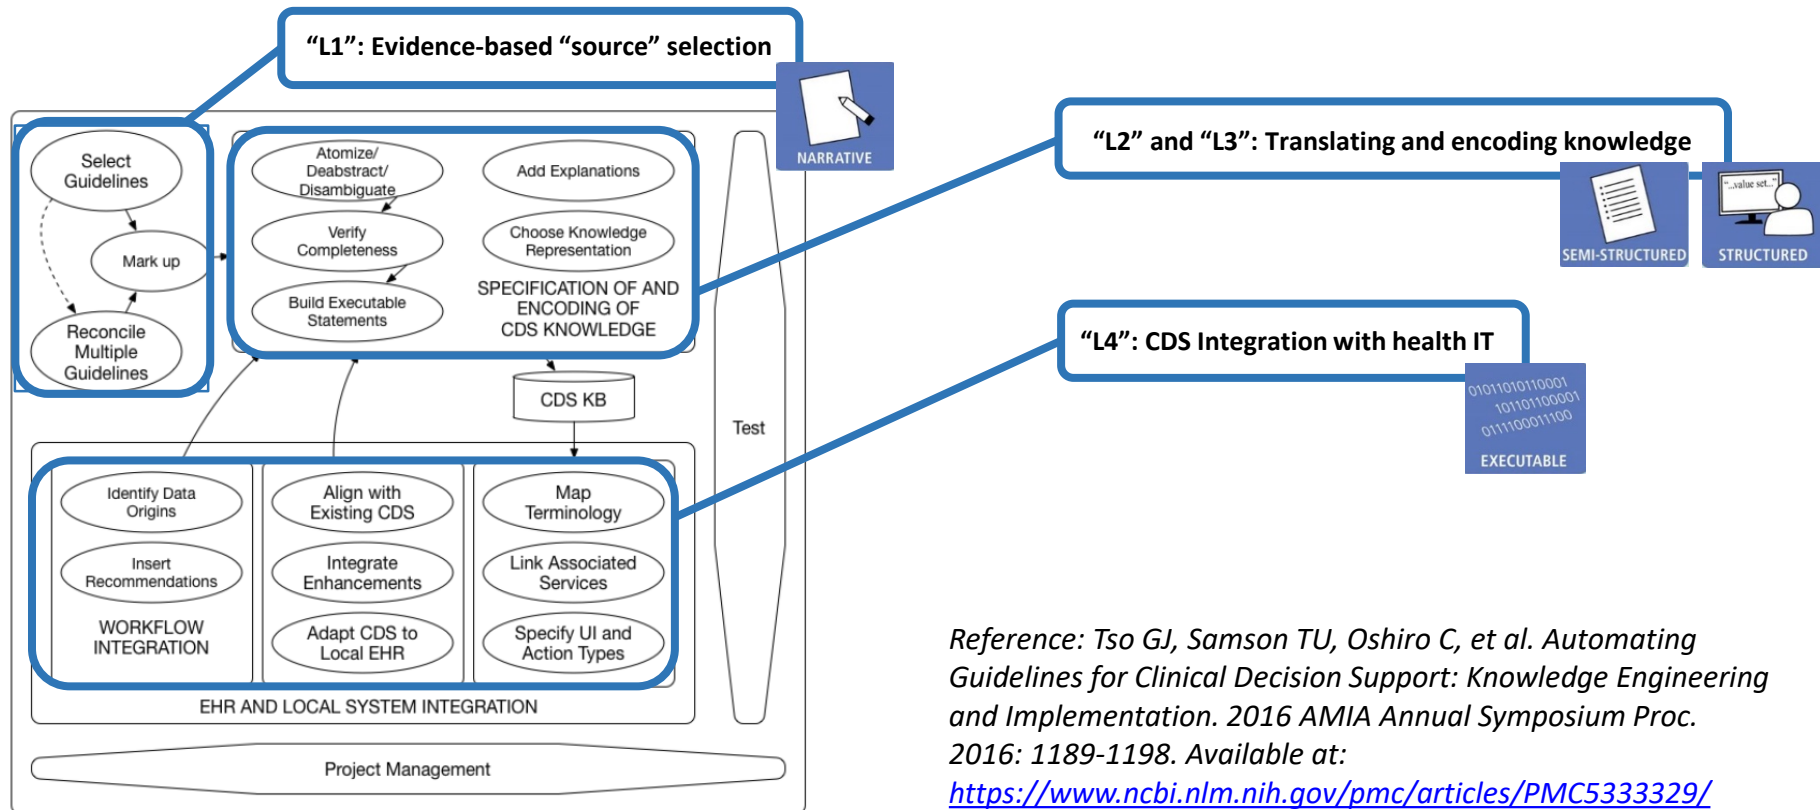 “L1”: Evidence-based “source” selection
NARRATIVE
“L2” and “L3”: Translating and encoding knowledge
SEMI-STRUCTURED
“...value set...”
STRUCTURED
“L4”: CDS Integration with health IT
01011010110001
101101100001
0111100011100
EXECUTABLE
Select
Guidelines
Mark up
Reconcile
Multiple
Guidelines
Atomize/
Deabstract/
Disambiguate
Verify
Completeness
Build Executable
Statements
Add Explanations
Choose Knowledge
Representation
SPECIFICATION OF AND
ENCODING OF
CDS KNOWLEDGE
CDS KB
Test
Identify Data
Origins
Insert
Recommendations
WORKFLOW
INTEGRATION
Align with
Existing CDS
Integrate
Enhancements
Adapt CDS to
Local EHR
Map
Terminology
Link Associated
Services
Specify UI and
Action Types
EHR AND LOCAL SYSTEM INTEGRATION
Project Management
Reference: Tso GJ, Samson TU, Oshiro C, et al. Automating
Guidelines for Clinical Decision Support: Knowledge Engineering
and Implementation. 2016 AMIA Annual Symposium Proc.
2016: 1189-1198. Available at:
https://www.ncbi.nlm.nih.gov/pmc/articles/PMC5333329/